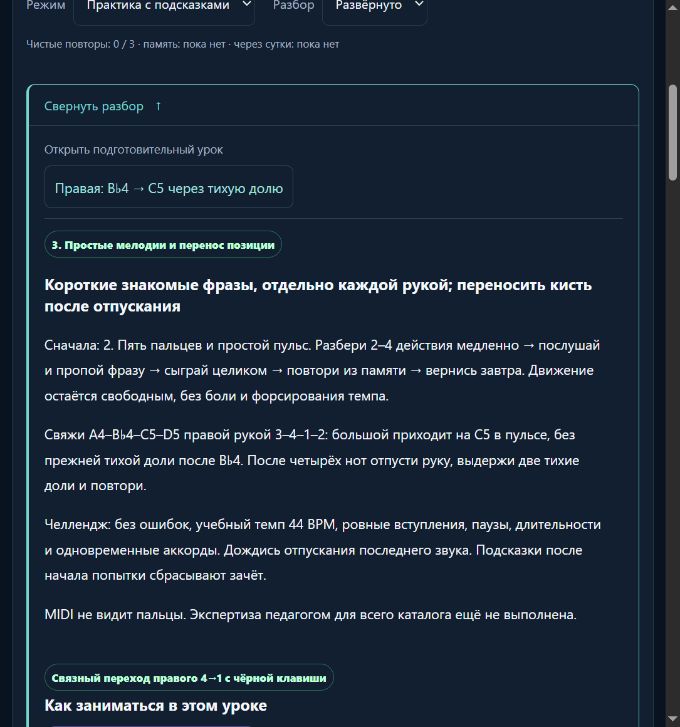 Режим Практика с подсказками Разбор Развёрнуто
Чистые повторы: 0 / 3 · память: пока нет · через сутки: пока нет
Свернуть разбор ↑
Открыть подготовительный урок
Правая: B♭4 → C5 через тихую долю
3. Простые мелодии и перенос позиции
Короткие знакомые фразы, отдельно каждой рукой; переносить кисть
после отпускания
Сначала: 2. Пять пальцев и простой пульс. Разбери 2–4 действия медленно → послушай
и пропой фразу → сыграй целиком → повтори из памяти → вернись завтра. Движение
остаётся свободным, без боли и форсирования темпа.
Свяжи A4–B♭4–C5–D5 правой рукой 3–4–1–2: большой приходит на C5 в пульсе, без
прежней тихой доли после B♭4. После четырёх нот отпусти руку, выдержи две тихие
доли и повтори.
Челлендж: без ошибок, учебный темп 44 BPM, ровные вступления, паузы, длительности
и одновременные аккорды. Дождись отпускания последнего звука. Подсказки после
начала попытки сбрасывают зачёт.
MIDI не видит пальцы. Экспертиза педагогом для всего каталога ещё не выполнена.
Связный переход правого 4→1 с чёрной клавиши
Как заниматься в этом уроке